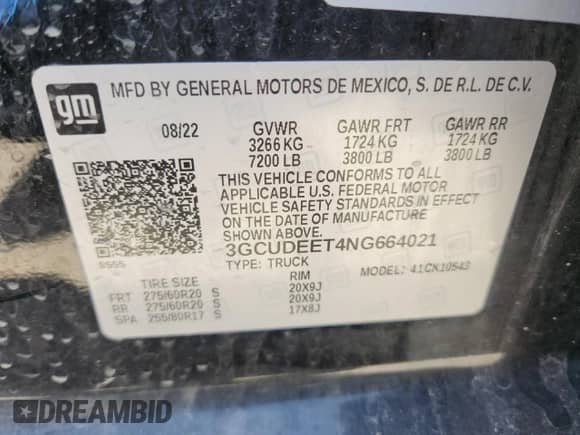 gm
MFD BY GENERAL MOTORS DE MEXICO, S. DE R.L. DE C.V.
08/22 GVWR GAWR FRT GAWR RR
3266 KG 1724 KG 1724 KG
7200 LB 3800 LB 3800 LB
THIS VEHICLE CONFORMS TO ALL
APPLICABLE U.S. FEDERAL MOTOR
VEHICLE SAFETY STANDARDS IN EFFECT
ON THE DATE OF MANUFACTURE
SHOWN ABOVE
3GCUDEET4NG664021
TYPE: TRUCK MODEL: 41CK10543
TIRE SIZE RIM
FRT 275/60R20 S 20X9J
RR 275/60R20 S 20X9J
SPA 255/80R17 S 17X8J
DREAMBID